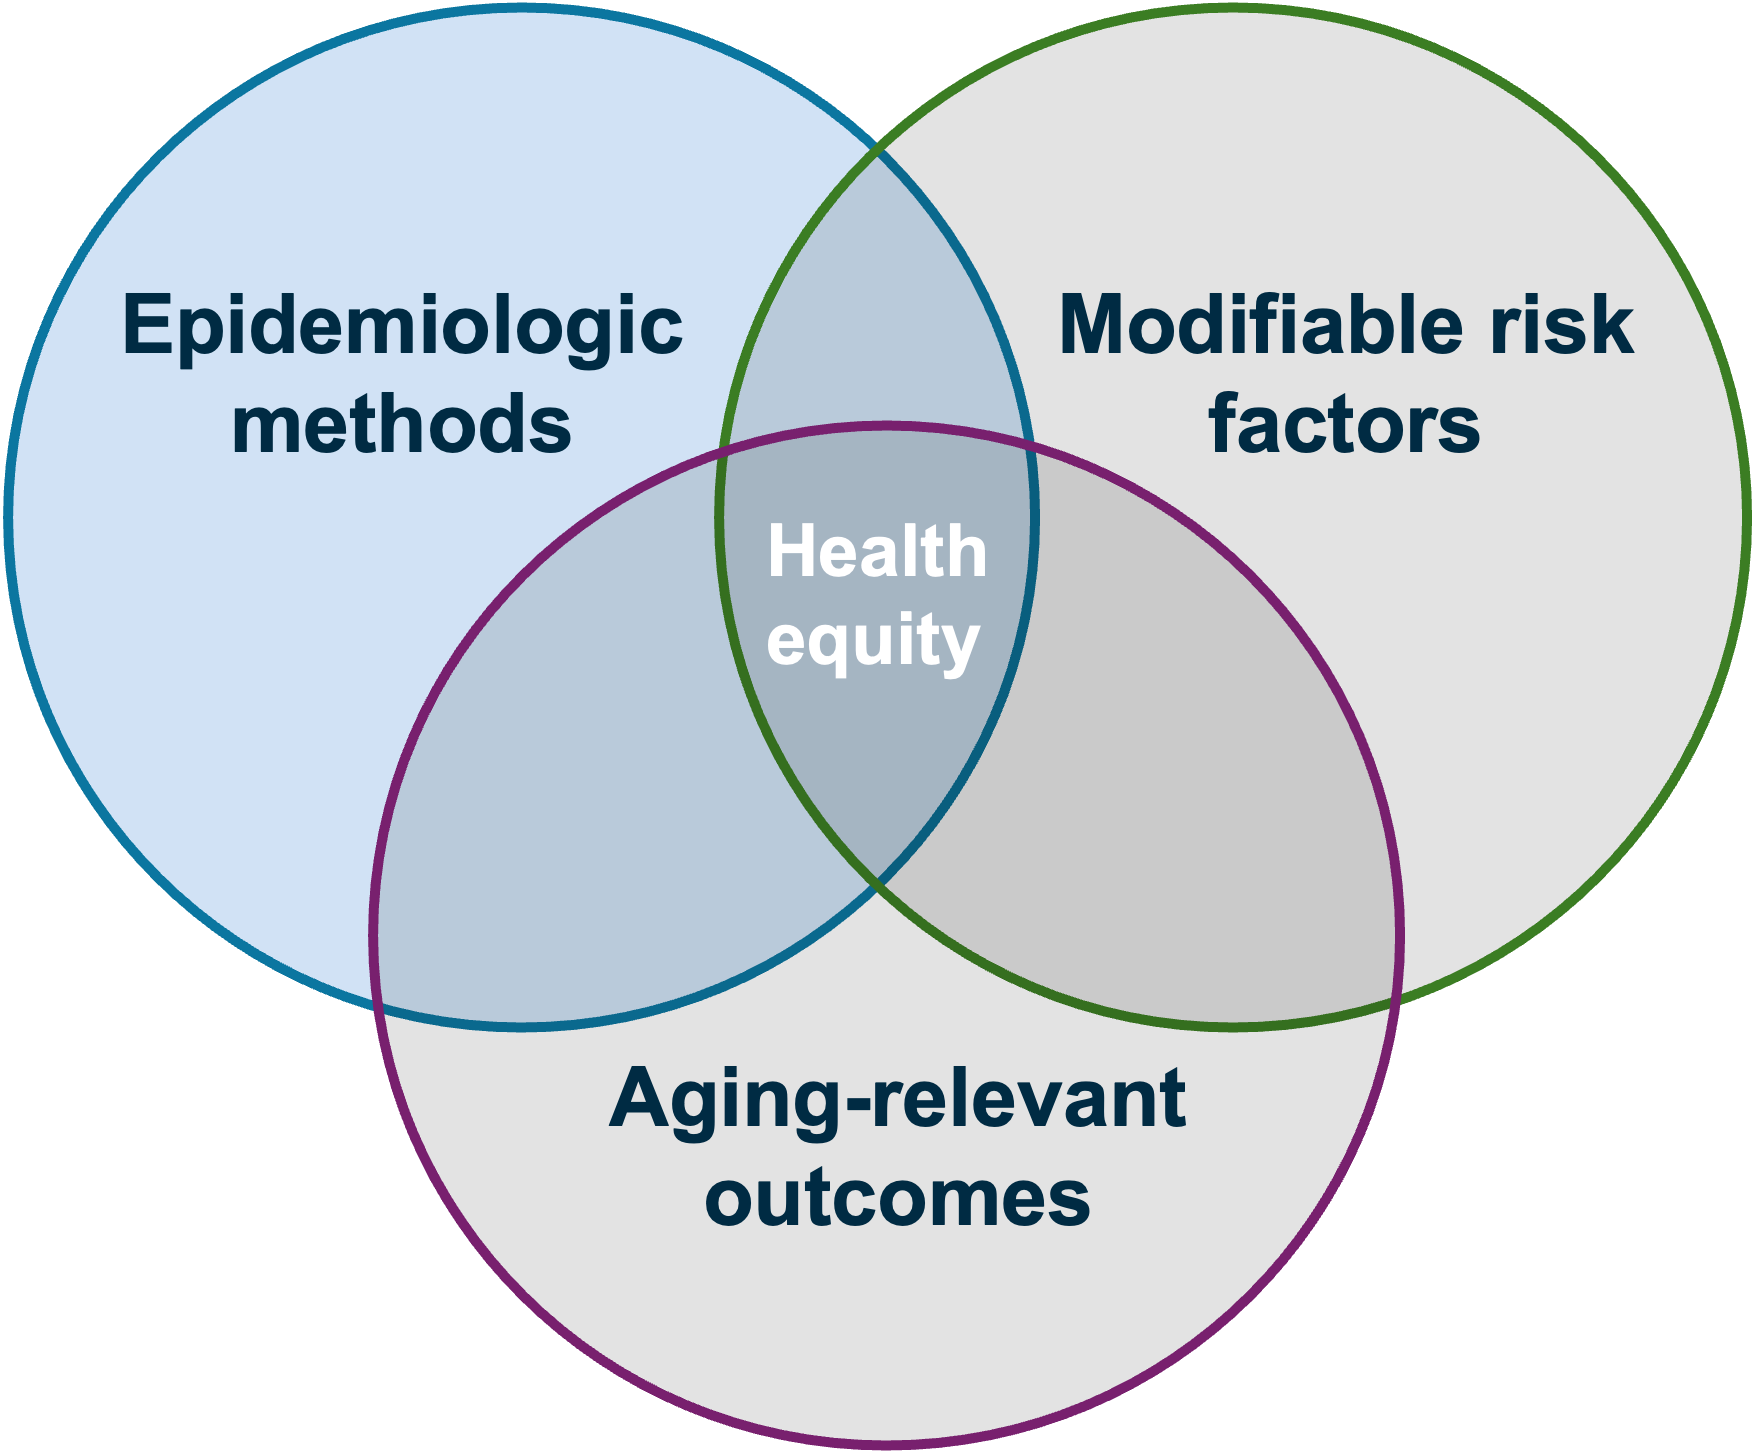 Epidemiologic
methods
Modifiable risk
factors
Health
equity
Aging-relevant
outcomes